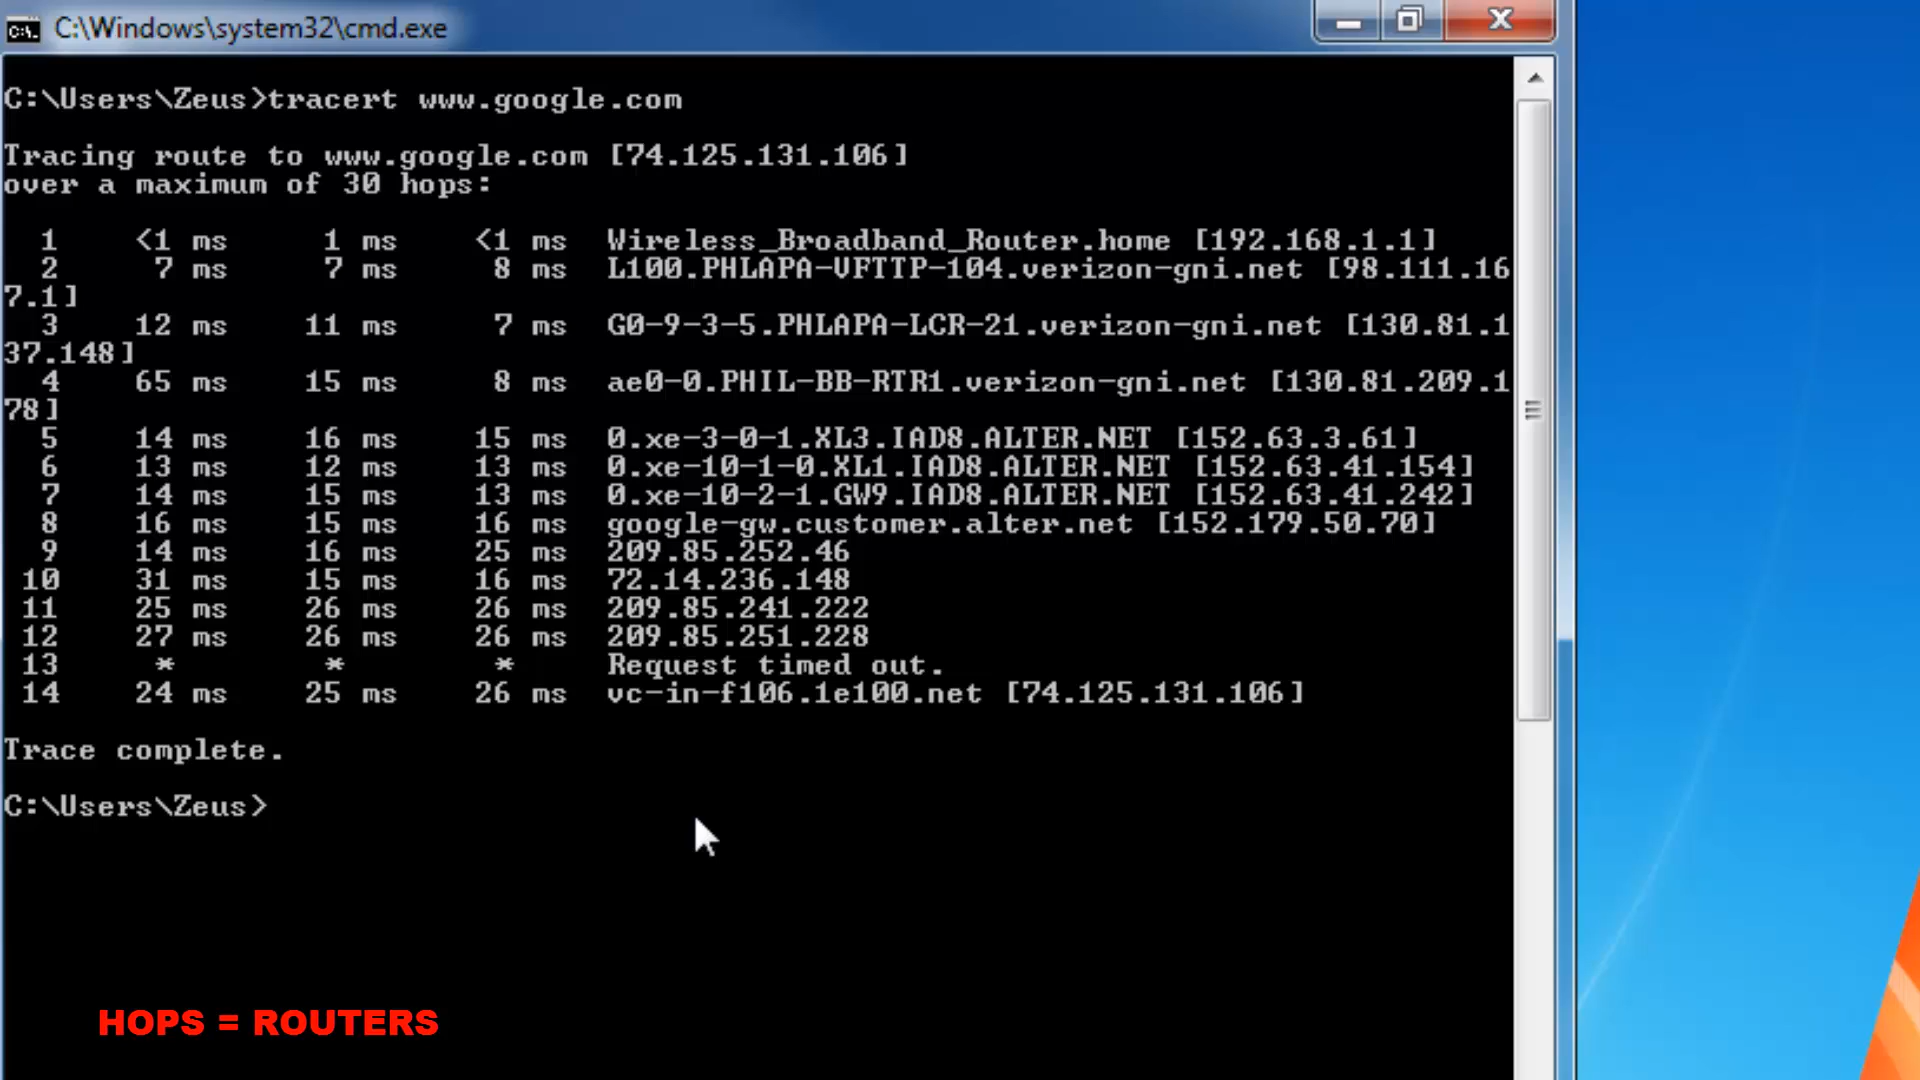 C:\Windows\system32\cmd.exe
C:\Users\Zeus>tracert www.google.com
Tracing route to www.google.com [74.125.131.106]
over a maximum of 30 hops:
1 <1 ms 1 ms <1 ms Wireless_Broadband_Router.home [192.168.1.1]
2 7 ms 7 ms 8 ms L100.PHLAPA-VFTTP-104.verizon-gni.net [98.111.16
7.1]
3 12 ms 11 ms 7 ms G0-9-3-5.PHLAPA-LCR-21.verizon-gni.net [130.81.1
37.148]
4 65 ms 15 ms 8 ms ae0-0.PHIL-BB-RTR1.verizon-gni.net [130.81.209.1
78]
5 14 ms 16 ms 15 ms 0.xe-3-0-1.XL3.IAD8.ALTER.NET [152.63.3.61]
6 13 ms 12 ms 13 ms 0.xe-10-1-0.XL1.IAD8.ALTER.NET [152.63.41.154]
7 14 ms 15 ms 13 ms 0.xe-10-2-1.GW9.IAD8.ALTER.NET [152.63.41.242]
8 16 ms 15 ms 16 ms google-gw.customer.alter.net [152.179.50.70]
9 14 ms 16 ms 25 ms 209.85.252.46
10 31 ms 15 ms 16 ms 72.14.236.148
11 25 ms 26 ms 26 ms 209.85.241.222
12 27 ms 26 ms 26 ms 209.85.251.228
13 * * * Request timed out.
14 24 ms 25 ms 26 ms vc-in-f106.1e100.net [74.125.131.106]
Trace complete.
C:\Users\Zeus>
HOPS = ROUTERS